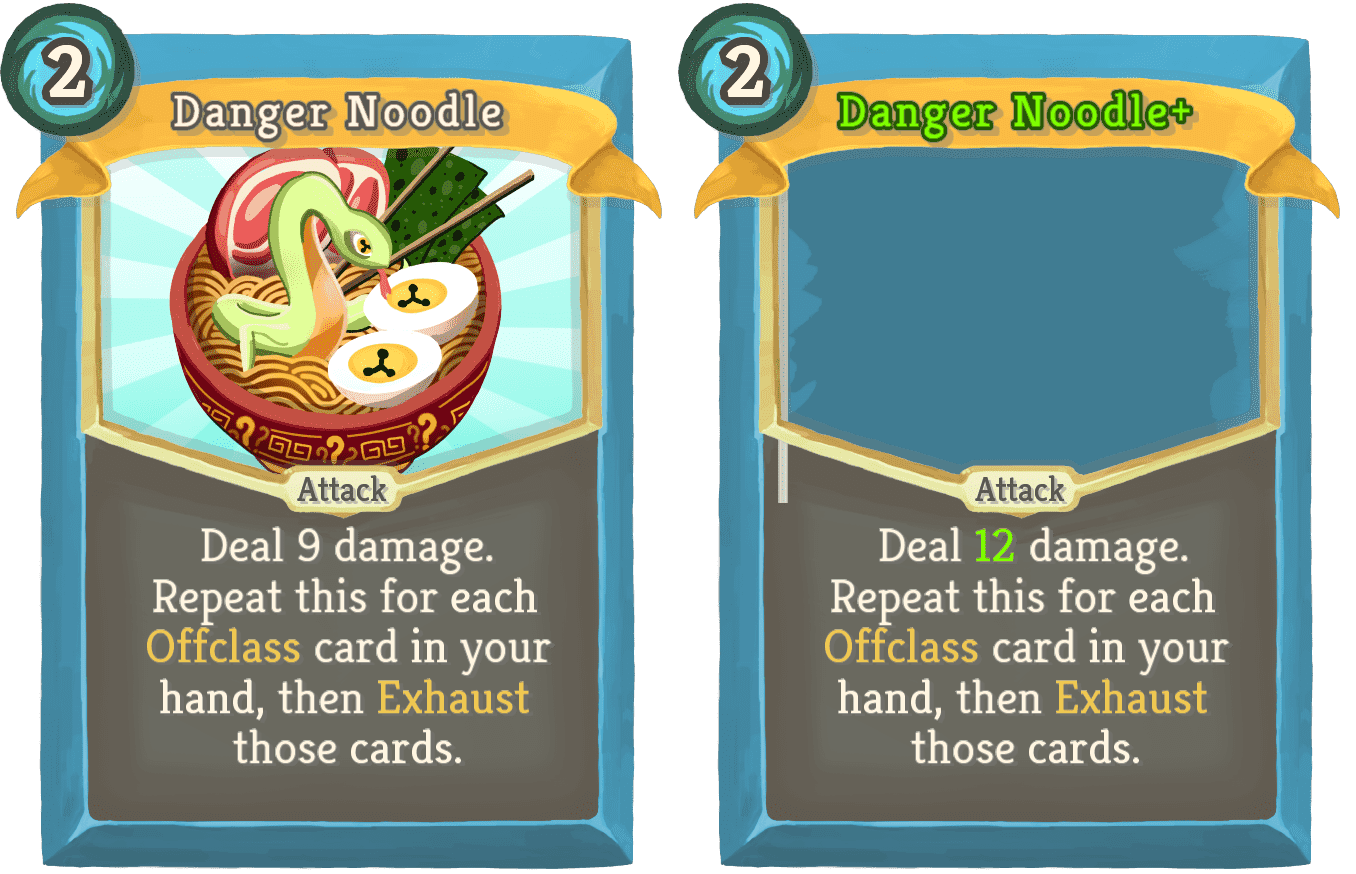 2
Danger Noodle
Attack
Deal 9 damage.
Repeat this for each
Offclass card in your
hand, then Exhaust
those cards.
2
Danger Noodle+
Attack
Deal 12 damage.
Repeat this for each
Offclass card in your
hand, then Exhaust
those cards.